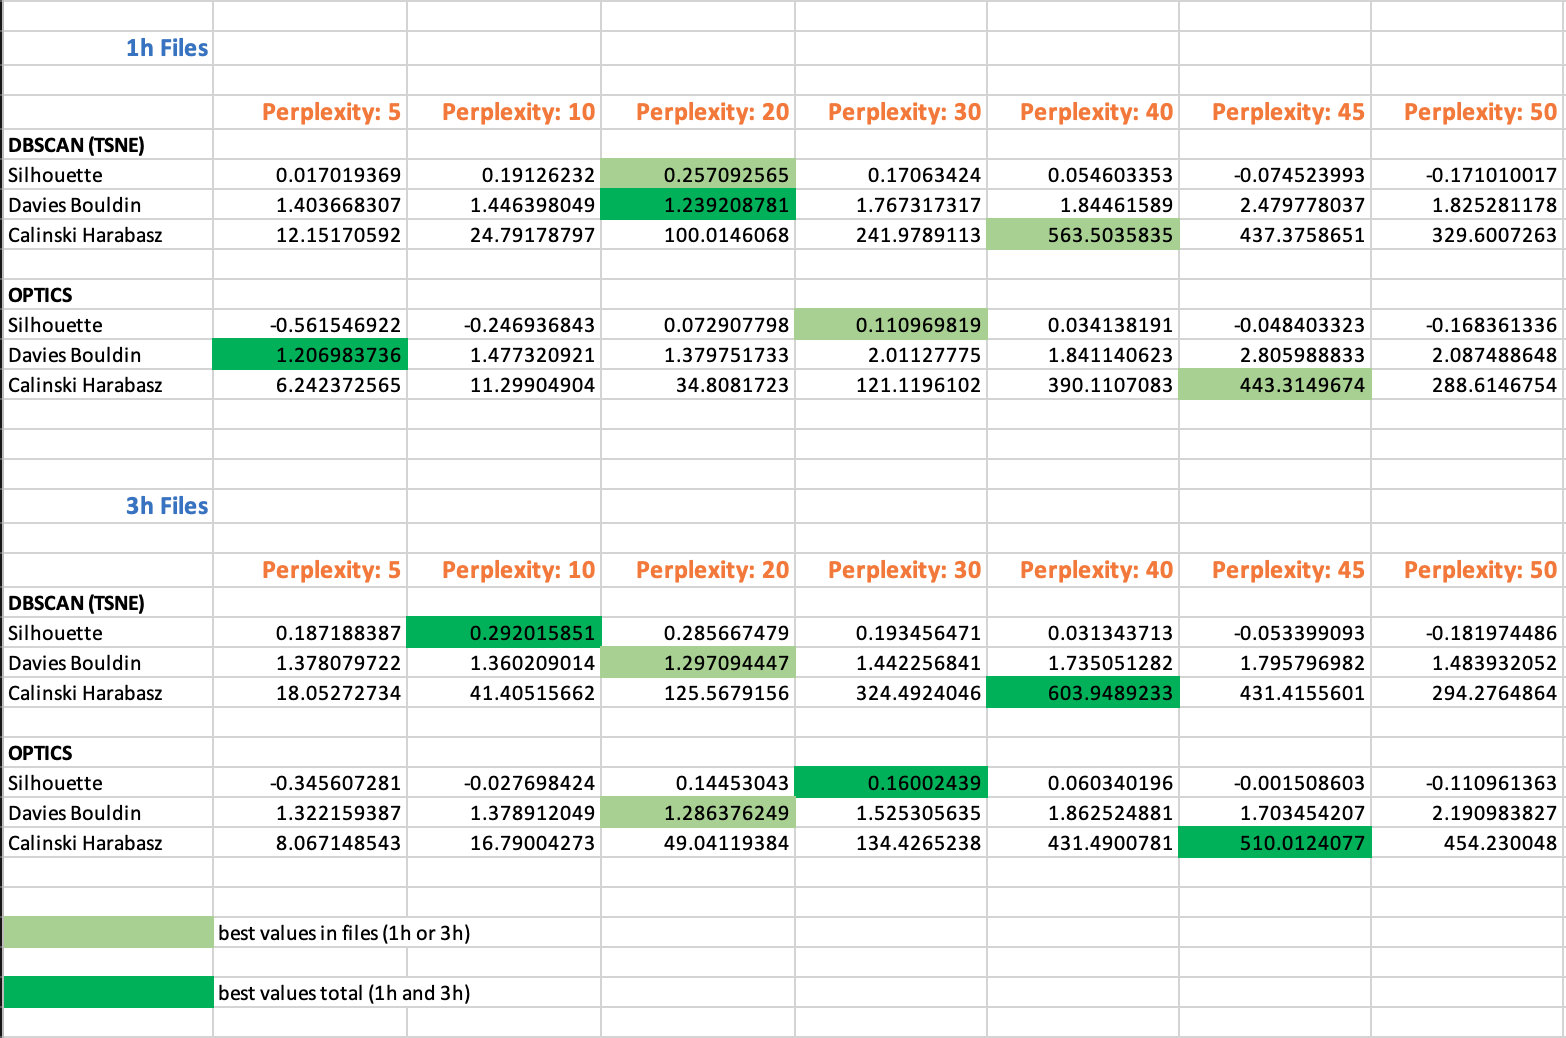 1h Files
Perplexity: 5 Perplexity: 10 Perplexity: 20 Perplexity: 30 Perplexity: 40 Perplexity: 45 Perplexity: 50
DBSCAN (TSNE)
Silhouette 0.017019369 0.19126232 0.257092565 0.17063424 0.054603353 -0.074523993 -0.171010017
Davies Bouldin 1.403668307 1.446398049 1.239208781 1.767317317 1.84461589 2.479778037 1.825281178
Calinski Harabasz 12.15170592 24.79178797 100.0146068 241.9789113 563.5035835 437.3758651 329.6007263
OPTICS
Silhouette -0.561546922 -0.246936843 0.072907798 0.110969819 0.034138191 -0.048403323 -0.168361336
Davies Bouldin 1.206983736 1.477320921 1.379751733 2.01127775 1.841140623 2.805988833 2.087488648
Calinski Harabasz 6.242372565 11.29904904 34.8081723 121.1196102 390.1107083 443.3149674 288.6146754
3h Files
Perplexity: 5 Perplexity: 10 Perplexity: 20 Perplexity: 30 Perplexity: 40 Perplexity: 45 Perplexity: 50
DBSCAN (TSNE)
Silhouette 0.187188387 0.292015851 0.285667479 0.193456471 0.031343713 -0.053399093 -0.181974486
Davies Bouldin 1.378079722 1.360209014 1.297094447 1.442256841 1.735051282 1.795796982 1.483932052
Calinski Harabasz 18.05272734 41.40515662 125.5679156 324.4924046 603.9489233 431.4155601 294.2764864
OPTICS
Silhouette -0.345607281 -0.027698424 0.14453043 0.16002439 0.060340196 -0.001508603 -0.110961363
Davies Bouldin 1.322159387 1.378912049 1.286376249 1.525305635 1.862524881 1.703454207 2.190983827
Calinski Harabasz 8.067148543 16.79004273 49.04119384 134.4265238 431.4900781 510.0124077 454.230048
best values in files (1h or 3h)
best values total (1h and 3h)